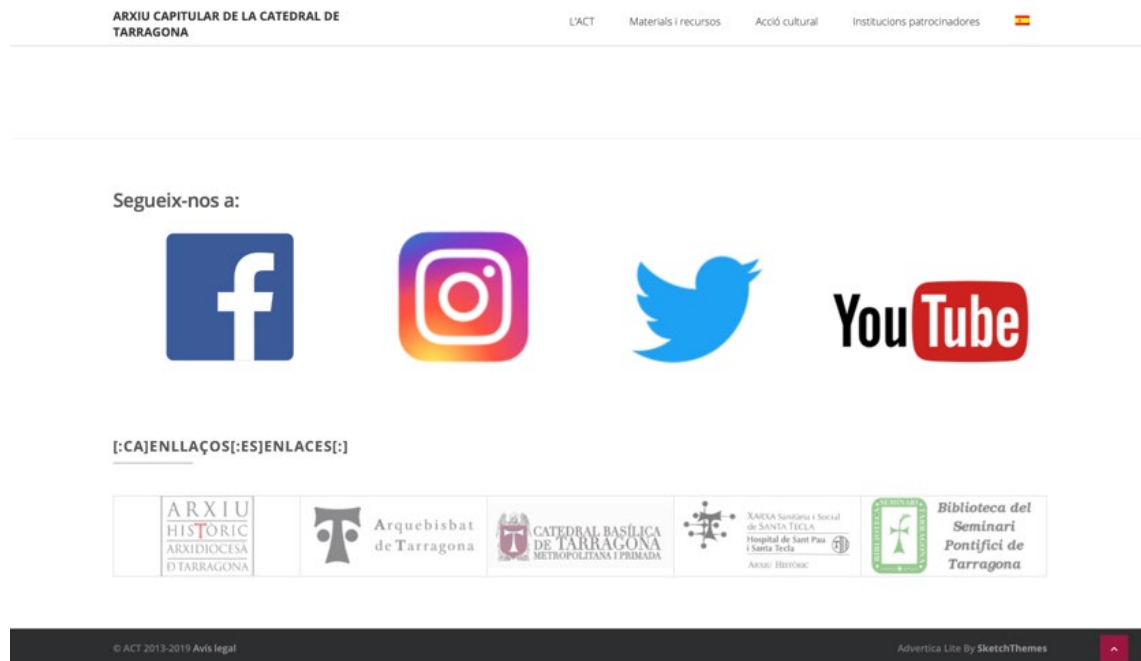 ARXIU CAPITULAR DE LA CATEDRAL DE
TARRAGONA
L'ACT Materials i recursos Acció cultural Institucions patrocinadores
Segueix-nos a:
f
YouTube
[:CA]ENLLAÇOS[:ES]ENLACES[:]
ARXIU
HISTÒRIC
ARXIDIOCESÀ
D TARRAGONA
Arquebisbat
de Tarragona
CATEDRAL BASÍLICA
DE TARRAGONA
METROPOLITANA I PRIMADA
XARXA Sanitària i Social
de SANTA TECLA
Hospital de Sant Pau
i Santa Tecla
ARXIU HISTÒRIC
Biblioteca del
Seminari
Pontifici de
Tarragona
© ACT 2013-2019 Avís legal
Advertica Lite By SketchThemes